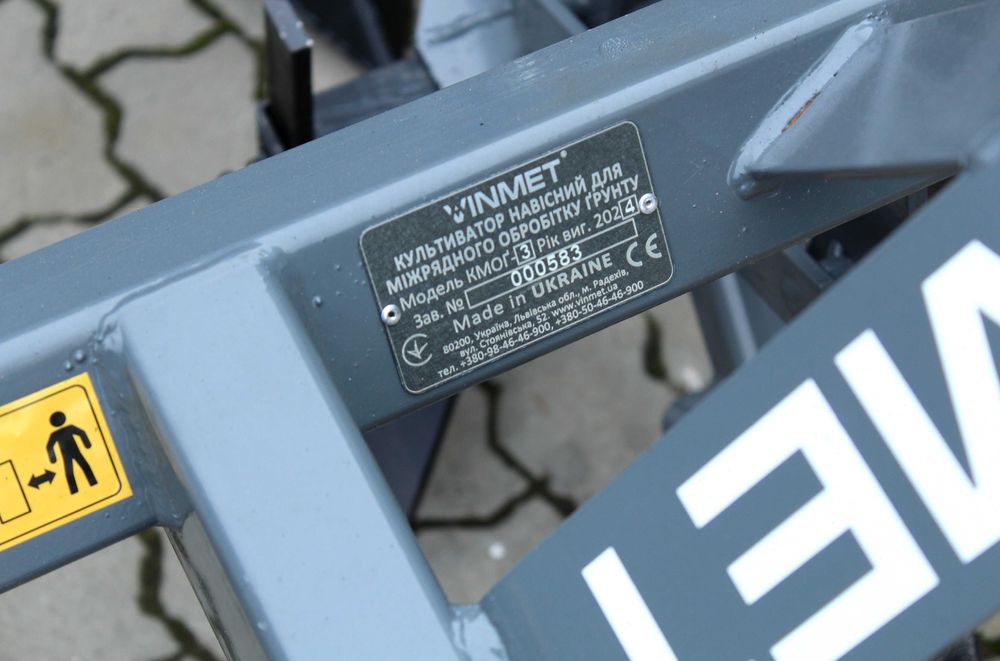 VINMET®
КУЛЬТИВАТОР НАВІСНИЙ ДЛЯ
МІЖРЯДНОГО ОБРОБІТКУ ҐРУНТУ
Модель КМОГ-3 Рік виг. 2024
Зав. № 000583
Made in UKRAINE CE
80200, Україна, Львівська обл., м. Радехів,
вул. Стоянівська, 52. www.vinmet.ua
тел. +380-98-46-46-900, +380-50-46-46-900